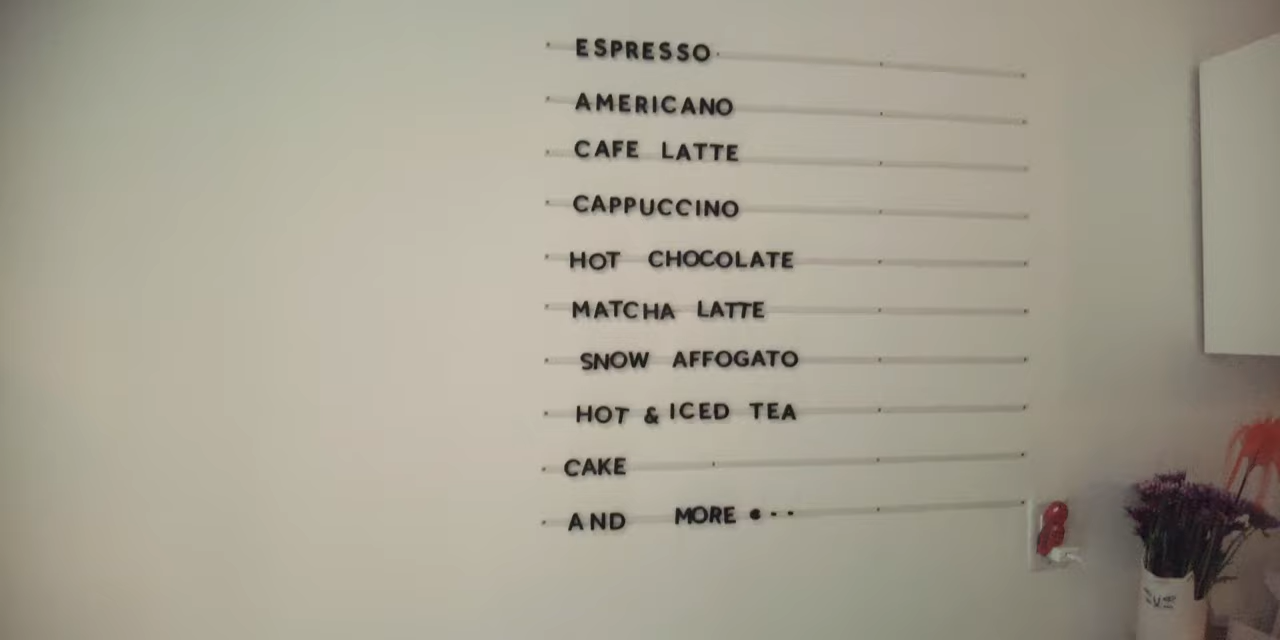 ESPRESSO
AMERICANO
CAFE LATTE
CAPPUCCINO
HOT CHOCOLATE
MATCHA LATTE
SNOW AFFOGATO
HOT & ICED TEA
CAKE
AND MORE ...